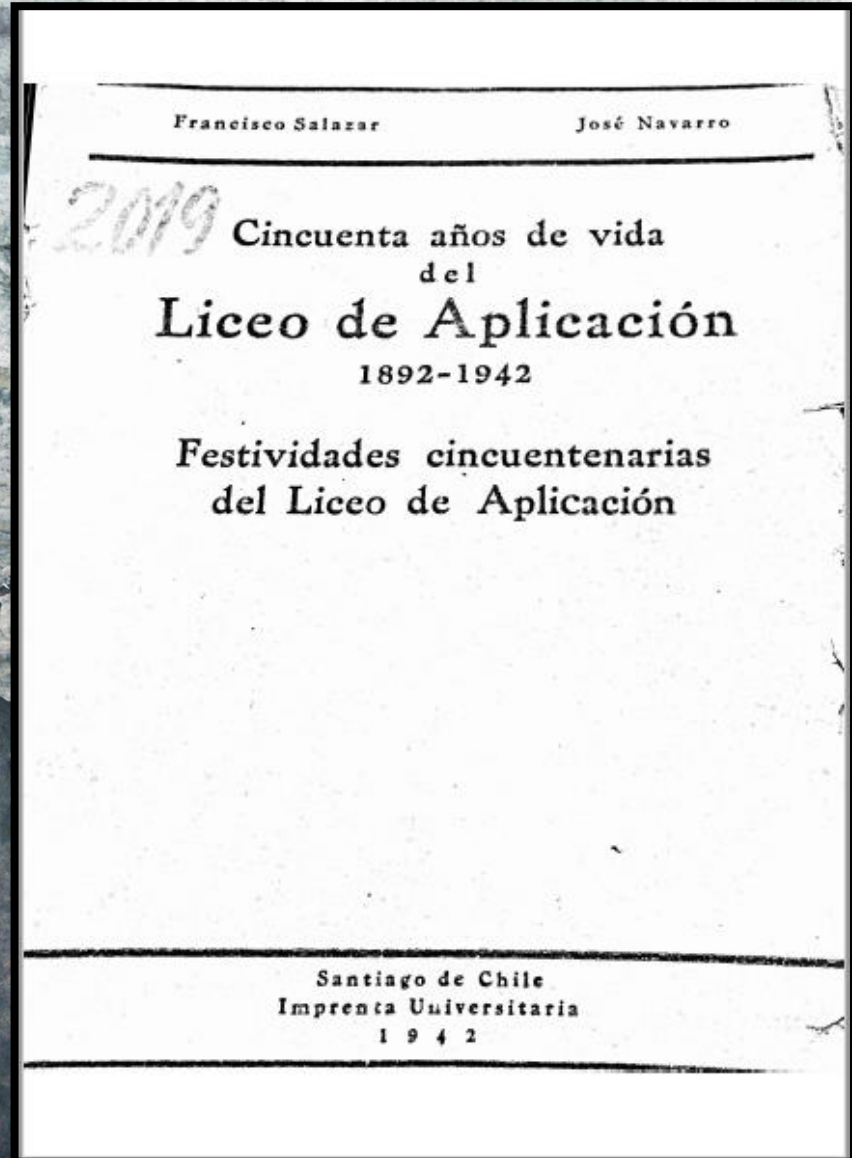 Francisco Salazar José Navarro
2019
Cincuenta años de vida
del
Liceo de Aplicación
1892-1942
Festividades cincuentenarias
del Liceo de Aplicación
Santiago de Chile
Imprenta Universitaria
1942